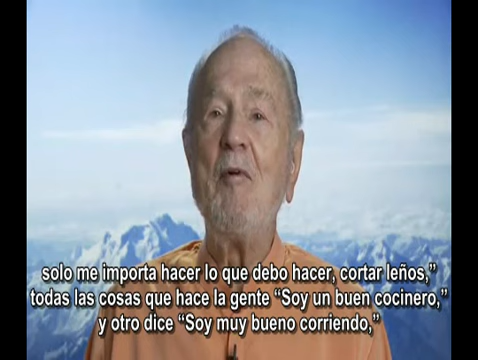 solo me importa hacer lo que debo hacer, cortar leños,”
todas las cosas que hace la gente “Soy un buen cocinero,”
y otro dice “Soy muy bueno corriendo,”